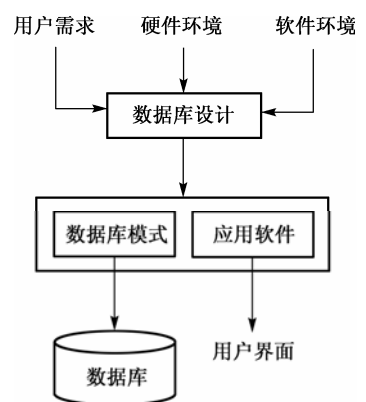 用户需求
硬件环境
软件环境
数据库设计
数据库模式
应用软件
用户界面
数据库